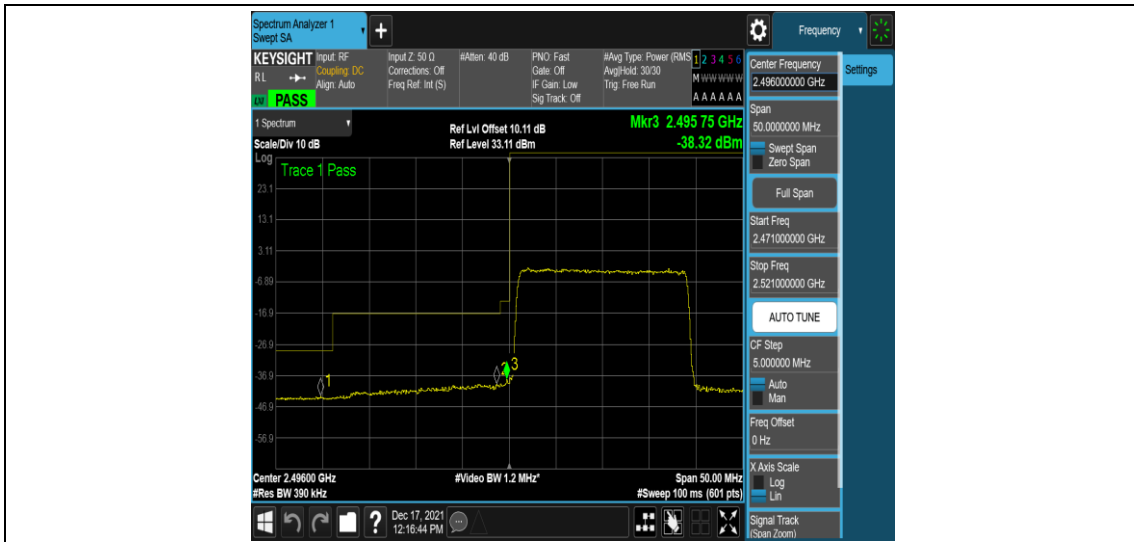 Spectrum Analyzer 1
Swept SA
Frequency
KEYSIGHT
RL
PASS
Input: RF
Coupling: DC
Align: Auto
Input Z: 50 Ω
Corrections: Off
Freq Ref: Int (S)
#Atten: 40 dB
PNO: Fast
Gate: Off
IF Gain: Low
Sig Track: Off
#Avg Type: Power (RMS
Avg|Hold: 30/30
Trig: Free Run
1 2 3 4 5 6
M W W W W W
A A A A A A
1 Spectrum
Scale/Div 10 dB
Ref Lvl Offset 10.11 dB
Ref Level 33.11 dBm
Mkr3 2.495 75 GHz
-38.32 dBm
Log
Trace 1 Pass
23.1
13.1
3.11
-6.89
-16.9
-26.9
-36.9
-46.9
-56.9
1
2
3
Center 2.49600 GHz
#Res BW 390 kHz
#Video BW 1.2 MHz*
Span 50.00 MHz
#Sweep 100 ms (601 pts)
Dec 17, 2021
12:16:44 PM
Center Frequency
2.496000000 GHz
Settings
Span
50.0000000 MHz
Swept Span
Zero Span
Full Span
Start Freq
2.471000000 GHz
Stop Freq
2.521000000 GHz
AUTO TUNE
CF Step
5.000000 MHz
Auto
Man
Freq Offset
0 Hz
X Axis Scale
Log
Lin
Signal Track
(Span Zoom)